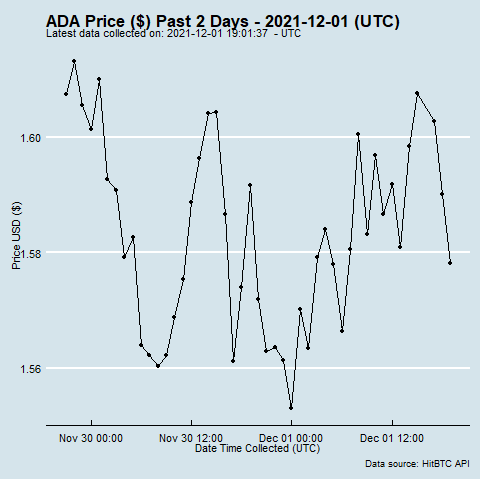 ADA Price ($) Past 2 Days - 2021-12-01 (UTC)
Latest data collected on: 2021-12-01 19:01:37 - UTC
1.60
1.58
1.56
Price USD ($)
Nov 30 00:00 Nov 30 12:00 Dec 01 00:00 Dec 01 12:00
Date Time Collected (UTC)
Data source: HitBTC API